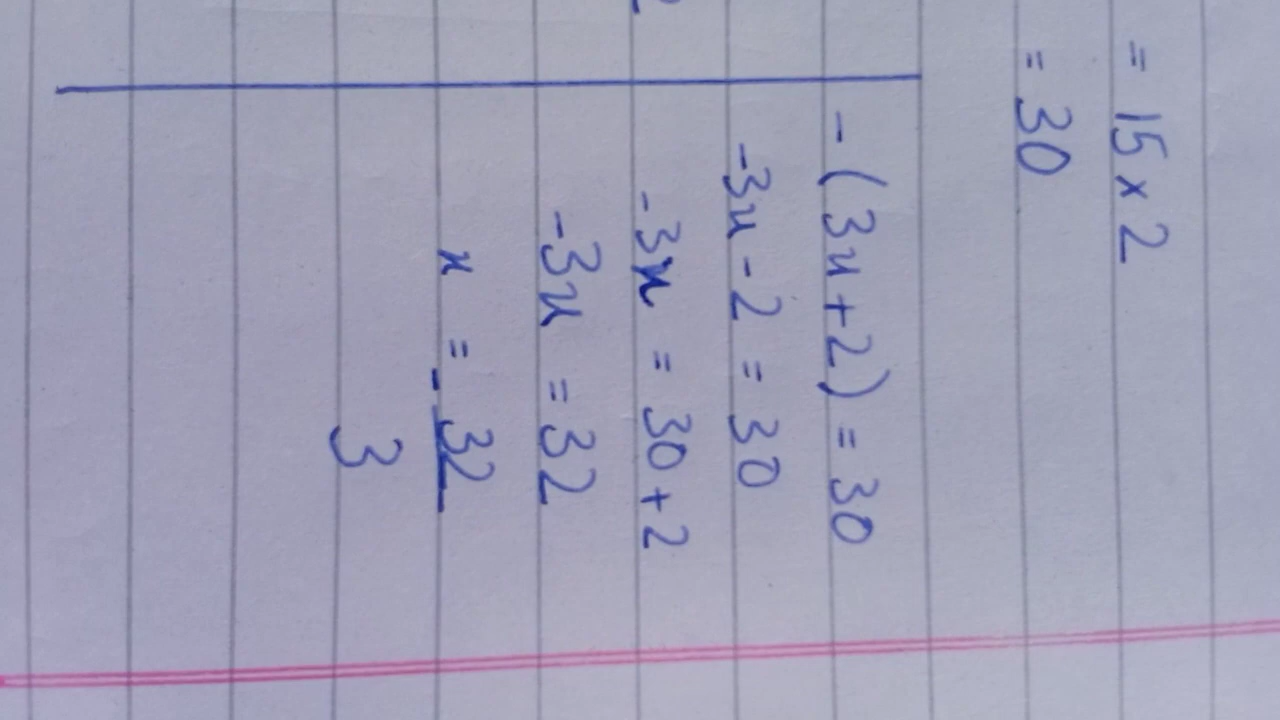 = 15 × 2
= 30
- (3x + 2) = 30
-3x - 2 = 30
-3x = 30 + 2
-3x = 32
x = - 32
3